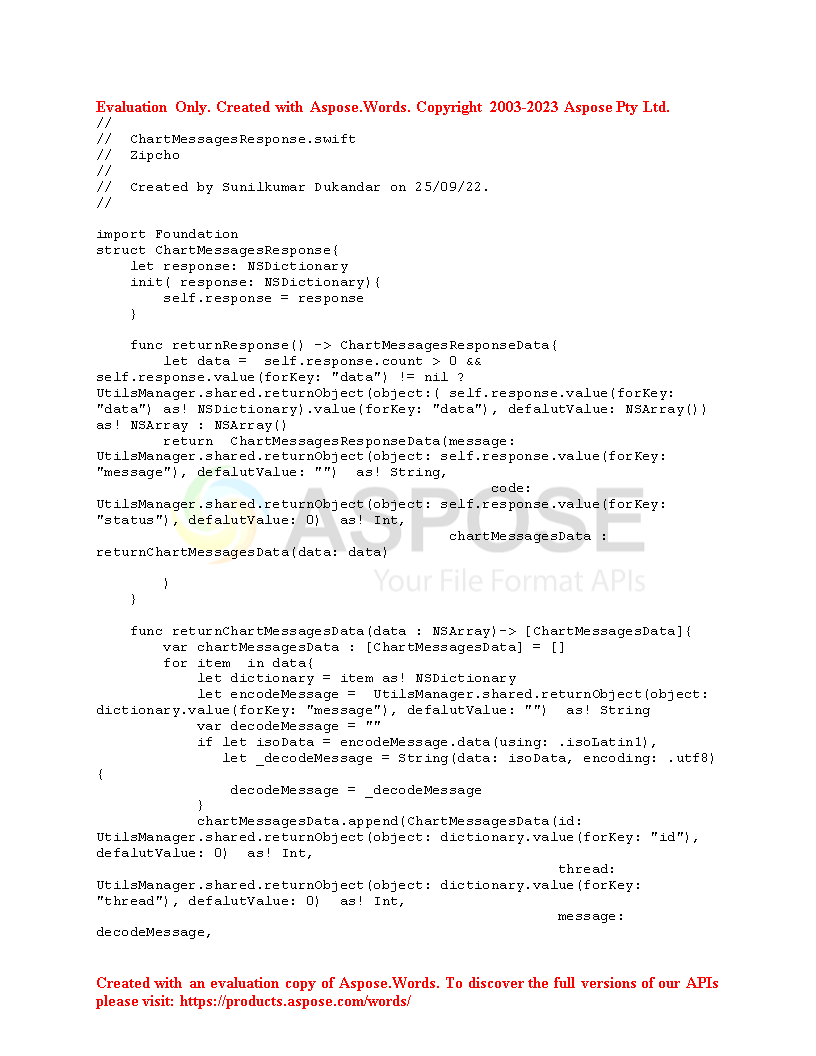 Evaluation Only. Created with Aspose.Words. Copyright 2003-2023 Aspose Pty Ltd.
//
//  ChartMessagesResponse.swift
//  Zipcho
//
//  Created by Sunilkumar Dukandar on 25/09/22.
//
import Foundation
struct ChartMessagesResponse{
    let response: NSDictionary
    init( response: NSDictionary){
        self.response = response
    }
    func returnResponse() -> ChartMessagesResponseData{
        let data =  self.response.count > 0 &&
self.response.value(forKey: "data") != nil ?
UtilsManager.shared.returnObject(object:( self.response.value(forKey:
"data") as! NSDictionary).value(forKey: "data"), defalutValue: NSArray())
as! NSArray : NSArray()
        return  ChartMessagesResponseData(message:
UtilsManager.shared.returnObject(object: self.response.value(forKey:
"message"), defalutValue: "")  as! String,
                                               code:
UtilsManager.shared.returnObject(object: self.response.value(forKey:
"status"), defalutValue: 0)  as! Int,
                                          chartMessagesData :
returnChartMessagesData(data: data)
ASPOSE
Your File Format APIs
        )
    }
    func returnChartMessagesData(data : NSArray)-> [ChartMessagesData]{
        var chartMessagesData : [ChartMessagesData] = []
        for item  in data{
            let dictionary = item as! NSDictionary
            let encodeMessage =  UtilsManager.shared.returnObject(object:
dictionary.value(forKey: "message"), defalutValue: "")  as! String
            var decodeMessage = ""
            if let isoData = encodeMessage.data(using: .isoLatin1),
               let _decodeMessage = String(data: isoData, encoding: .utf8)
{
                decodeMessage = _decodeMessage
            }
            chartMessagesData.append(ChartMessagesData(id:
UtilsManager.shared.returnObject(object: dictionary.value(forKey: "id"),
defalutValue: 0)  as! Int,
                                                       thread:
UtilsManager.shared.returnObject(object: dictionary.value(forKey:
"thread"), defalutValue: 0)  as! Int,
                                                       message:
decodeMessage,
Created with an evaluation copy of Aspose.Words. To discover the full versions of our APIs
please visit: https://products.aspose.com/words/